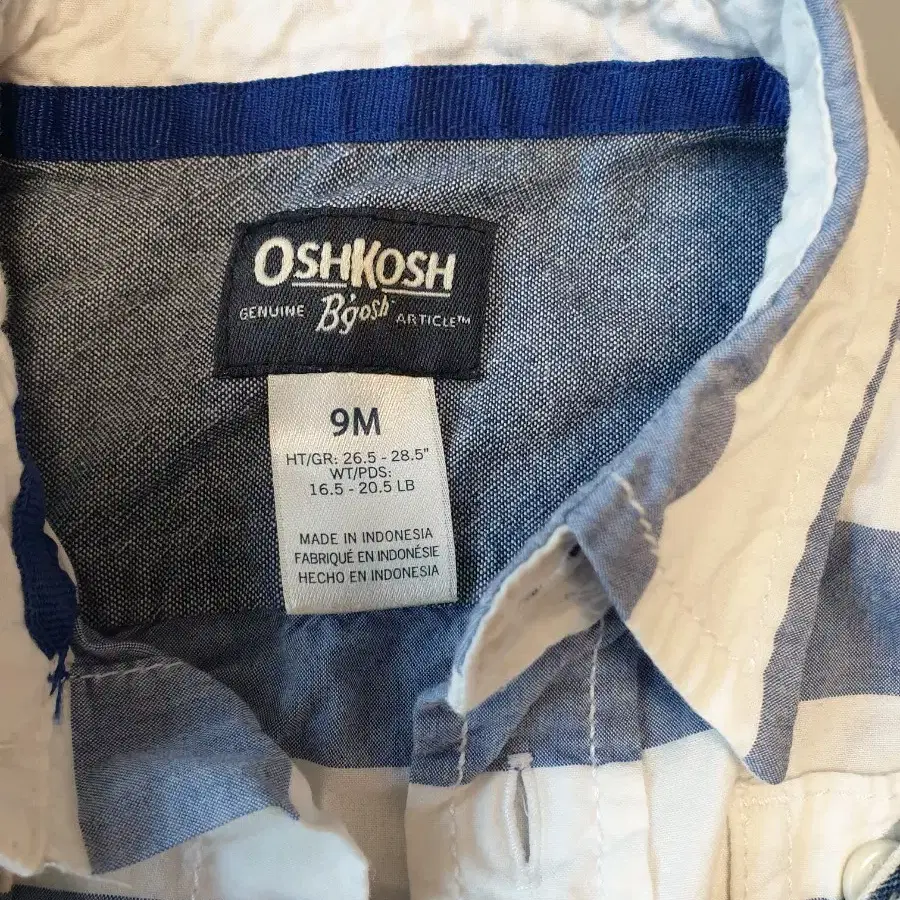 OSHKOSH
GENUINE B'gosh ARTICLE™
9M
HT/GR: 26.5 - 28.5"
WT/PDS:
16.5 - 20.5 LB
MADE IN INDONESIA
FABRIQUÉ EN INDONÉSIE
HECHO EN INDONESIA